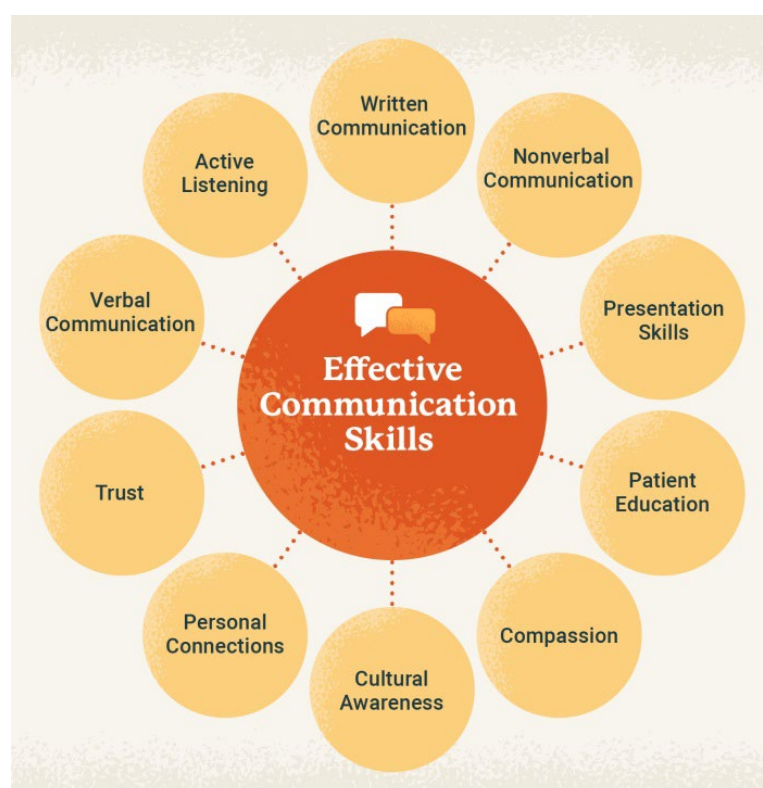 Effective
Communication
Skills
Written
Communication
Nonverbal
Communication
Presentation
Skills
Patient
Education
Compassion
Cultural
Awareness
Personal
Connections
Trust
Verbal
Communication
Active
Listening